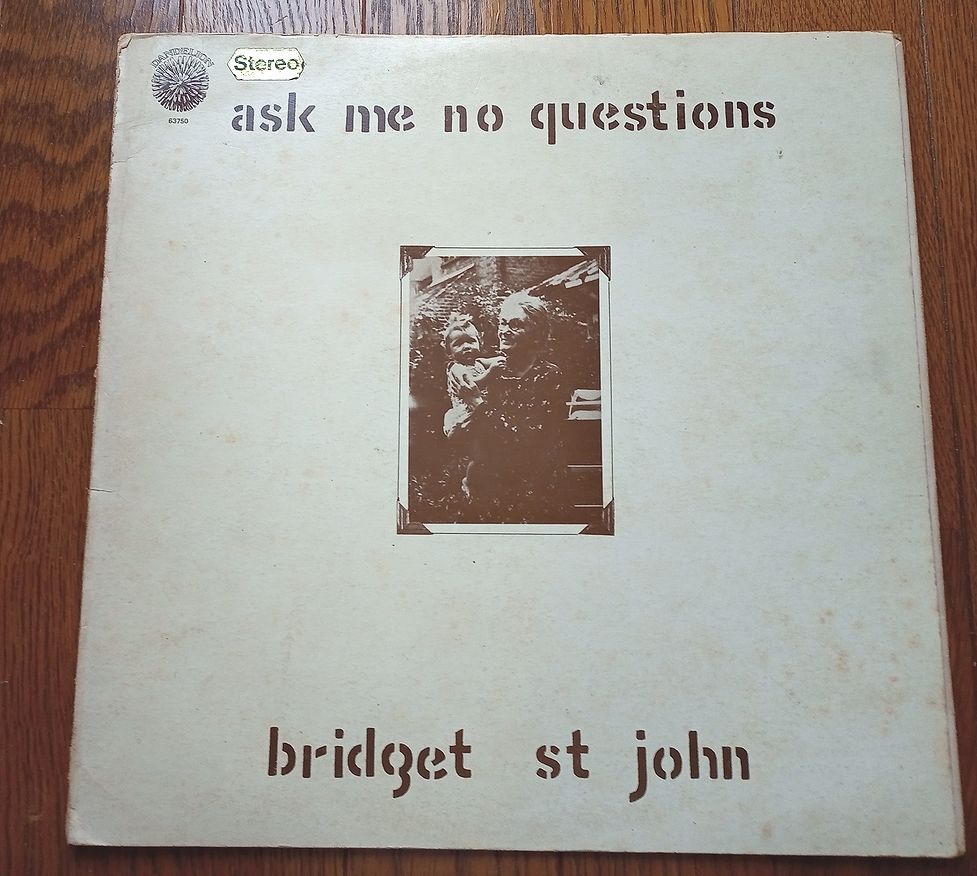 DANDELION
Stereo
63750
ask me no questions
bridget st john